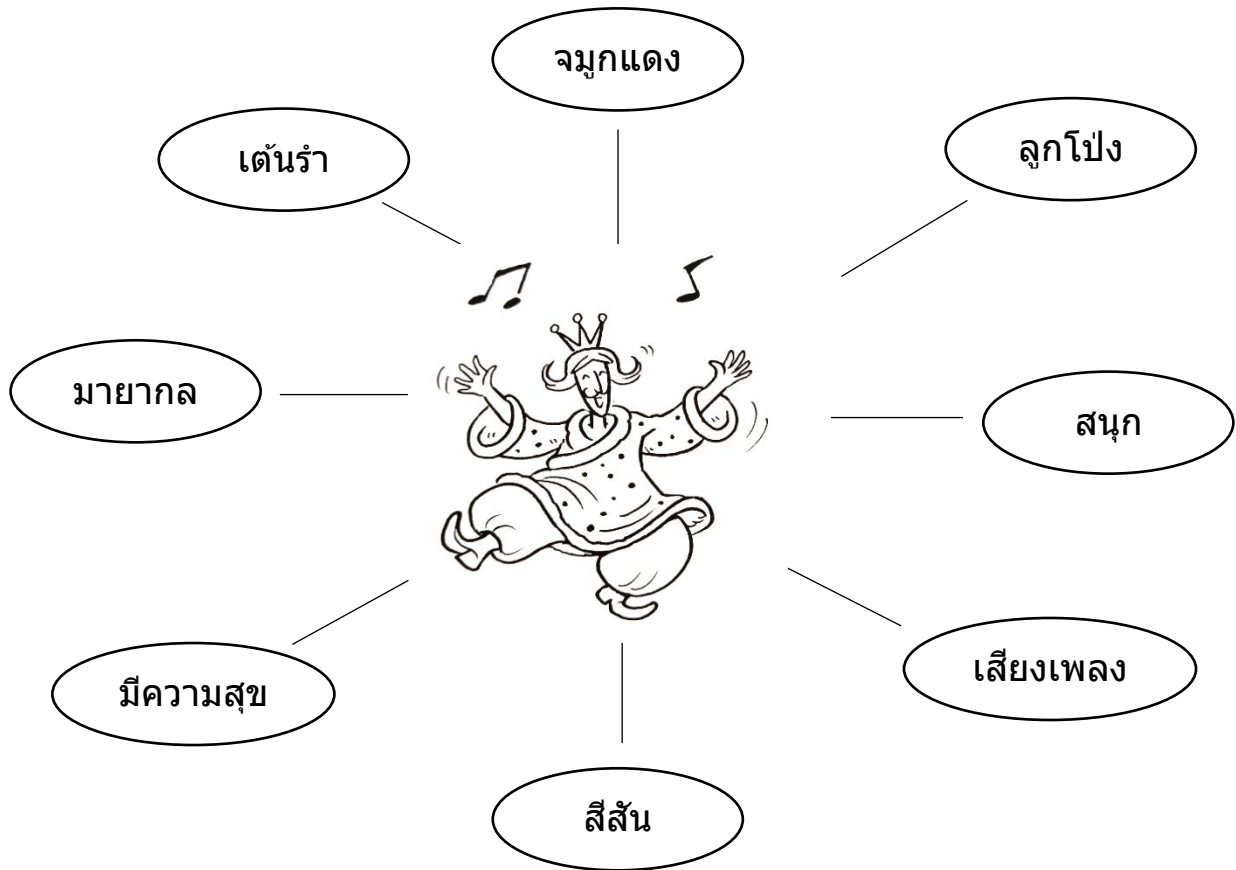 จมูกแดง
เต้นรำ
ลูกโป่ง
มายากล
สนุก
มีความสุข
เสียงเพลง
สีสัน